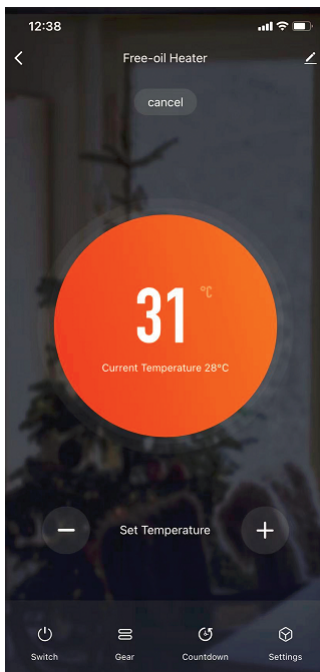 12:38
Free-oil Heater
cancel
31 °C
Current Temperature 28°C
Set Temperature
Switch Gear Countdown Settings